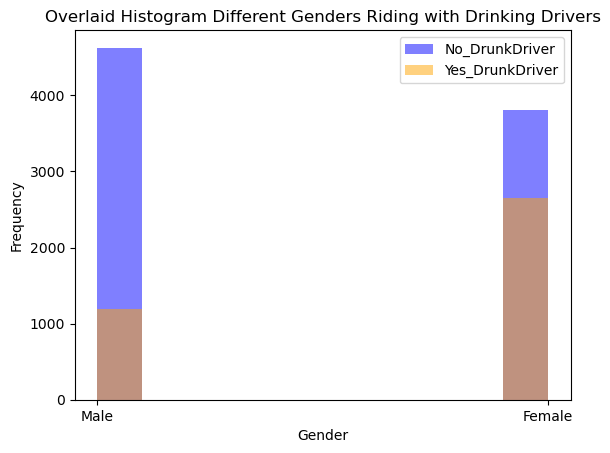 Overlaid Histogram Different Genders Riding with Drinking Drivers
No_DrunkDriver
Yes_DrunkDriver
Frequency
4000
3000
2000
1000
0
Male
Female
Gender